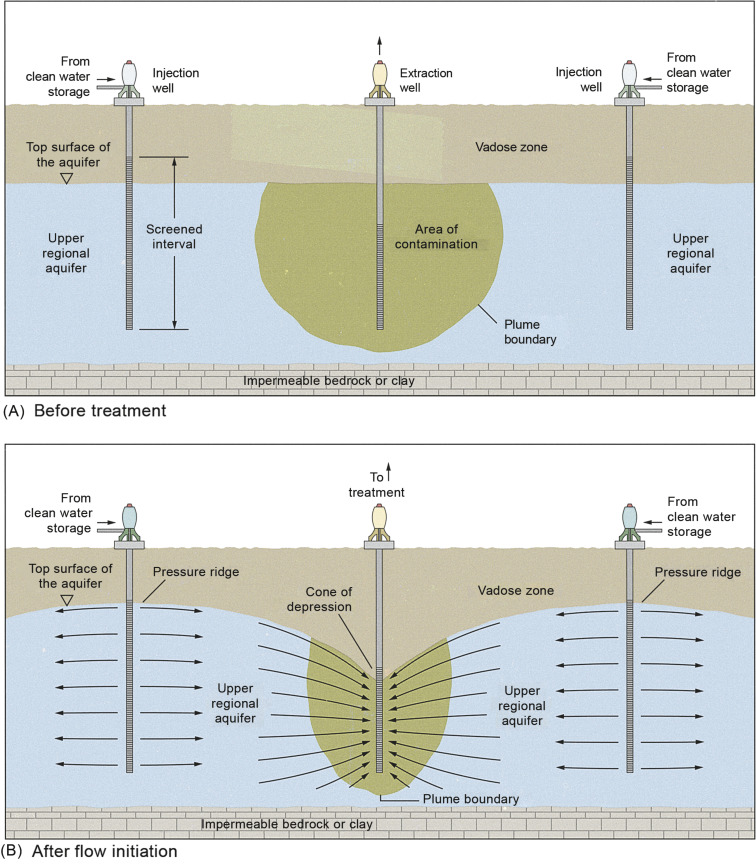 From
clean water
storage
Injection
well
Extraction
well
Injection
well
From
clean water
storage
Top surface of
the aquifer
Vadose zone
Upper
regional
aquifer
Screened
interval
Area of
contamination
Upper
regional
aquifer
Plume
boundary
Impermeable bedrock or clay
(A) Before treatment
To
treatment
From
clean water
storage
From
clean water
storage
Top surface of
the aquifer
Pressure ridge
Cone of
depression
Vadose zone
Pressure ridge
Upper
regional
aquifer
Upper
regional
aquifer
Plume boundary
Impermeable bedrock or clay
(B) After flow initiation